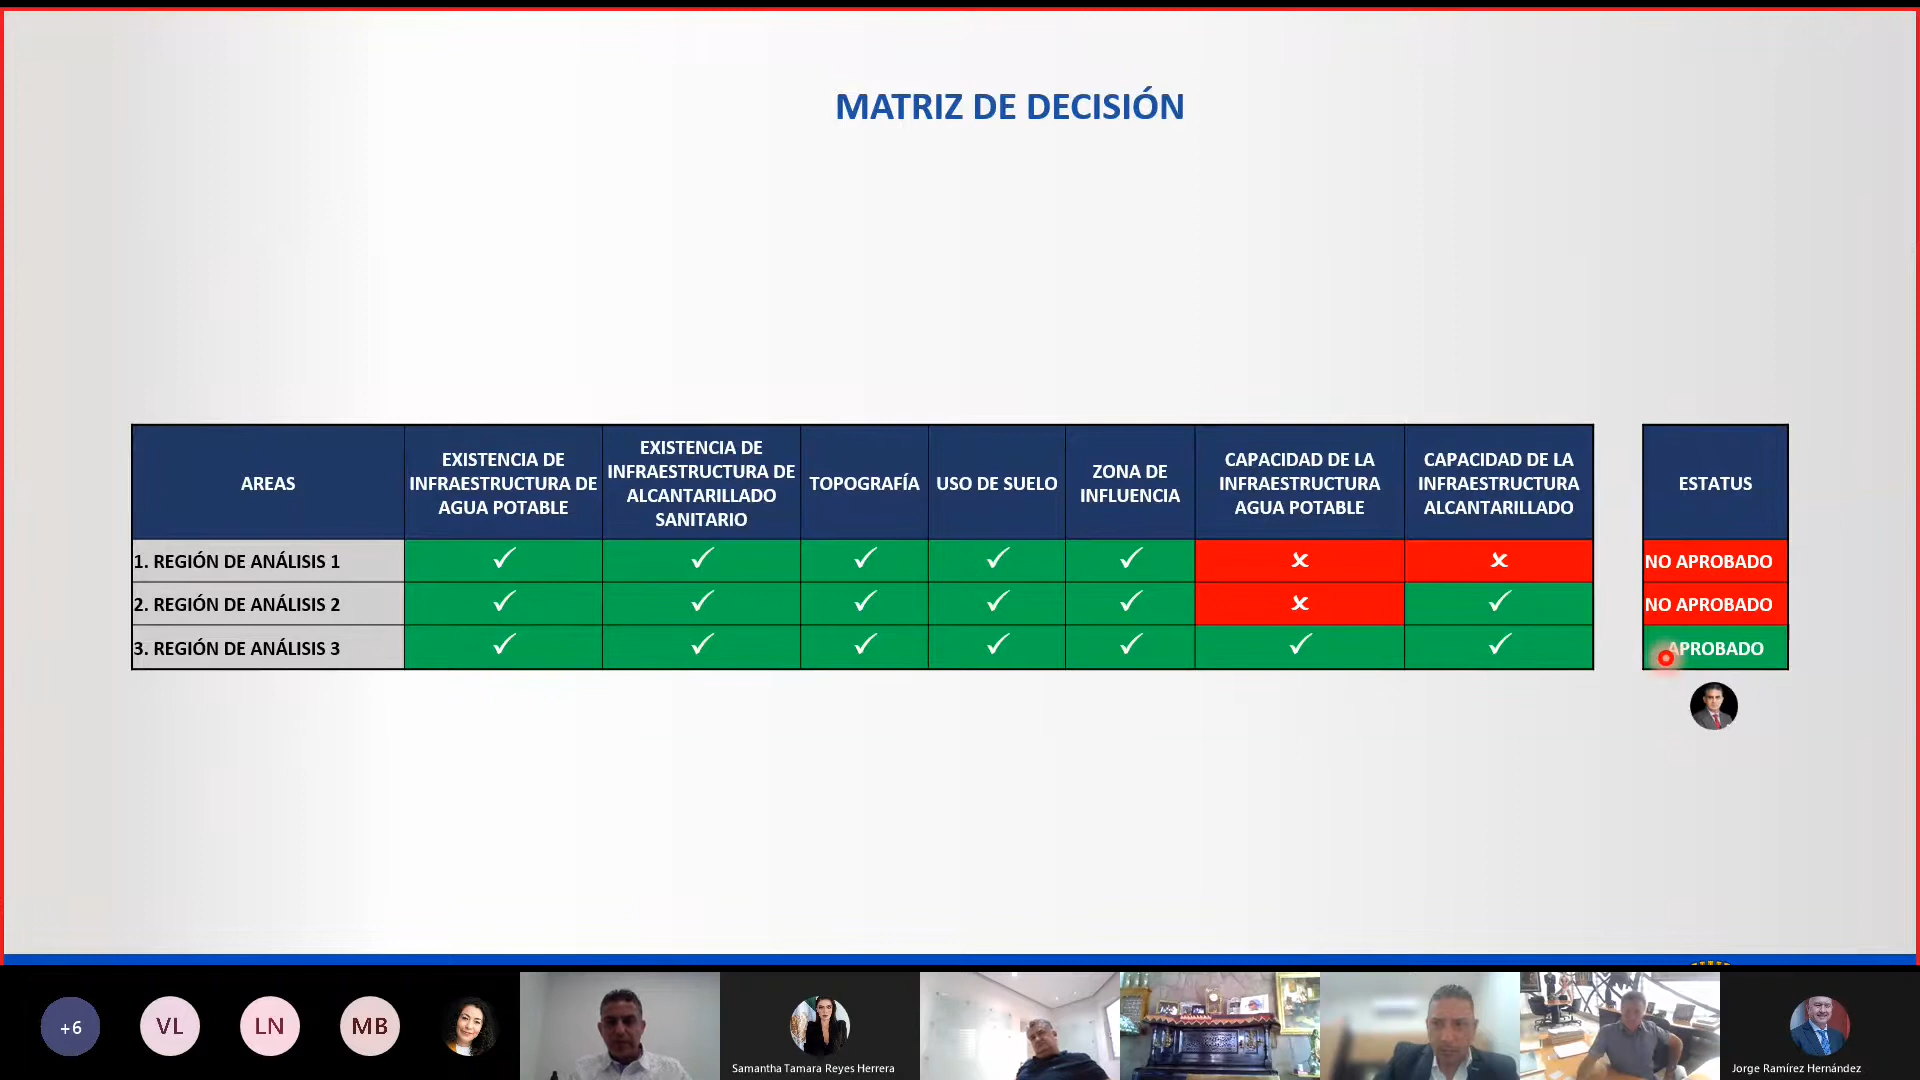 MATRIZ DE DECISIÓN
AREAS
EXISTENCIA DE
INFRAESTRUCTURA DE
AGUA POTABLE
EXISTENCIA DE
INFRAESTRUCTURA DE
ALCANTARILLADO
SANITARIO
TOPOGRAFÍA
USO DE SUELO
ZONA DE
INFLUENCIA
CAPACIDAD DE LA
INFRAESTRUCTURA
AGUA POTABLE
CAPACIDAD DE LA
INFRAESTRUCTURA
ALCANTARILLADO
ESTATUS
1. REGIÓN DE ANÁLISIS 1 ✓ ✓ ✓ ✓ ✓ x x NO APROBADO
2. REGIÓN DE ANÁLISIS 2 ✓ ✓ ✓ ✓ ✓ x ✓ NO APROBADO
3. REGIÓN DE ANÁLISIS 3 ✓ ✓ ✓ ✓ ✓ ✓ ✓ APROBADO
+6
VL
LN
MB
Samantha Tamara Reyes Herrera
Jorge Ramírez Hernández